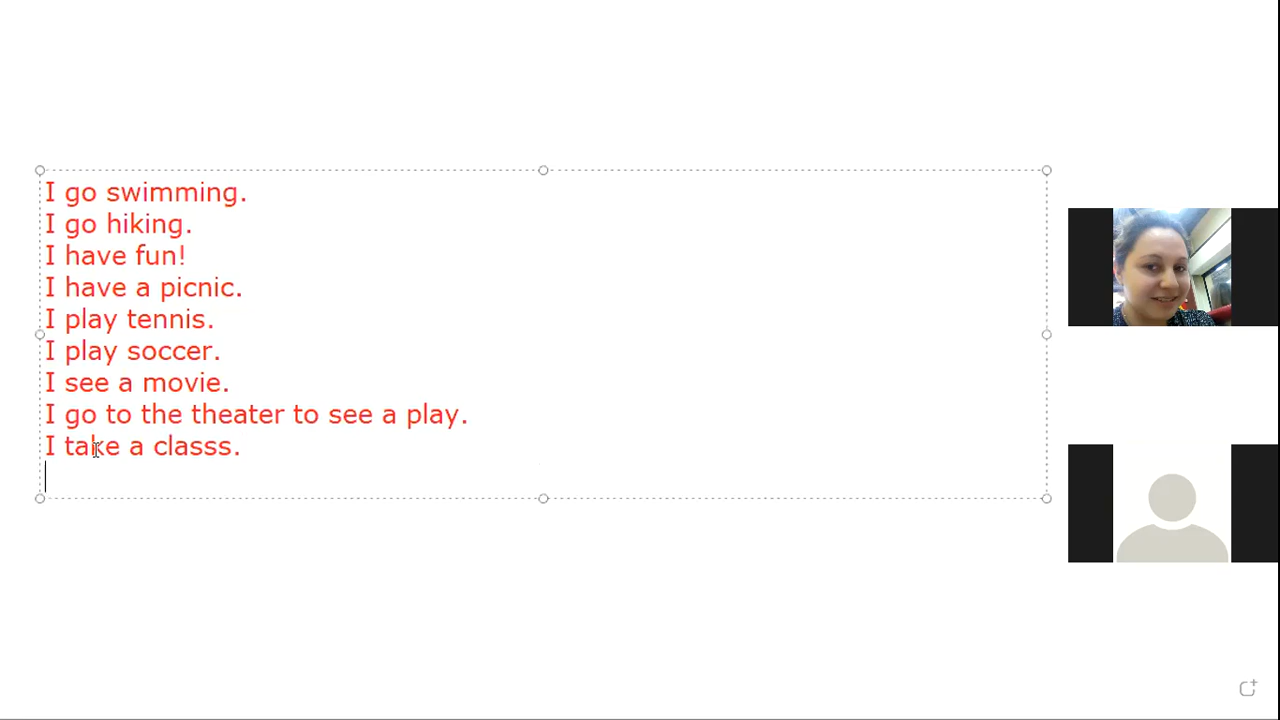 I go swimming.
I go hiking.
I have fun!
I have a picnic.
I play tennis.
I play soccer.
I see a movie.
I go to the theater to see a play.
I take a classs.